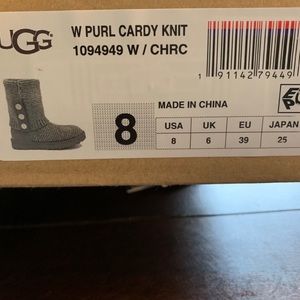 UGG
W PURL CARDY KNIT
1094949 W / CHRC
1 91142 79449
MADE IN CHINA
8
USA UK EU JAPAN
8 6 39 25